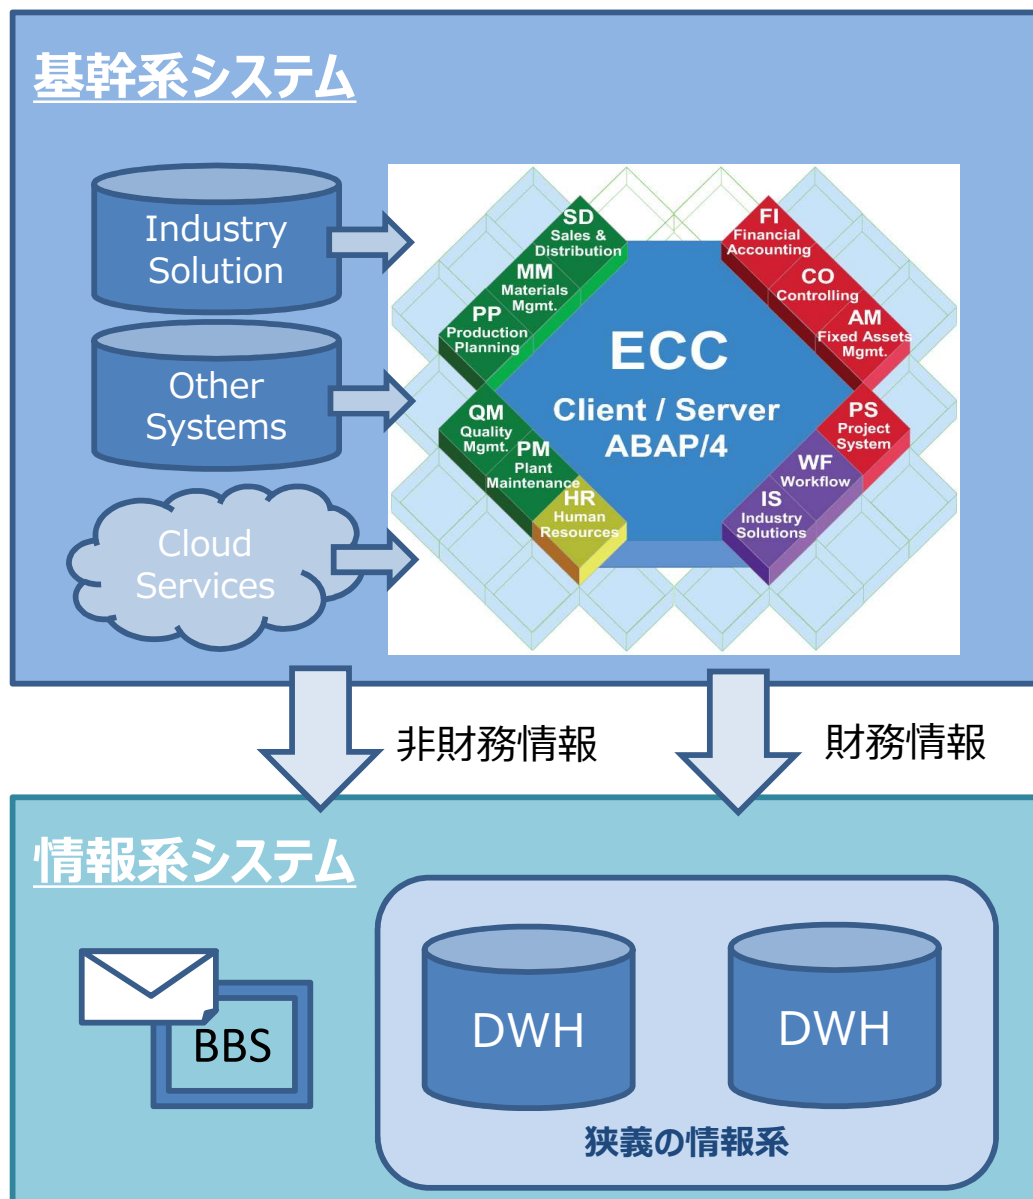 基幹系システム
Industry
Solution
Other
Systems
Cloud
Services
SD
Sales &
Distribution
MM
Materials
Mgmt.
PP
Production
Planning
FI
Financial
Accounting
CO
Controlling
AM
Fixed Assets
Mgmt.
ECC
Client / Server
ABAP/4
QM
Quality
Mgmt.
PM
Plant
Maintenance
HR
Human
Resources
PS
Project
System
WF
Workflow
IS
Industry
Solutions
非財務情報
財務情報
情報系システム
BBS
DWH
DWH
狭義の情報系